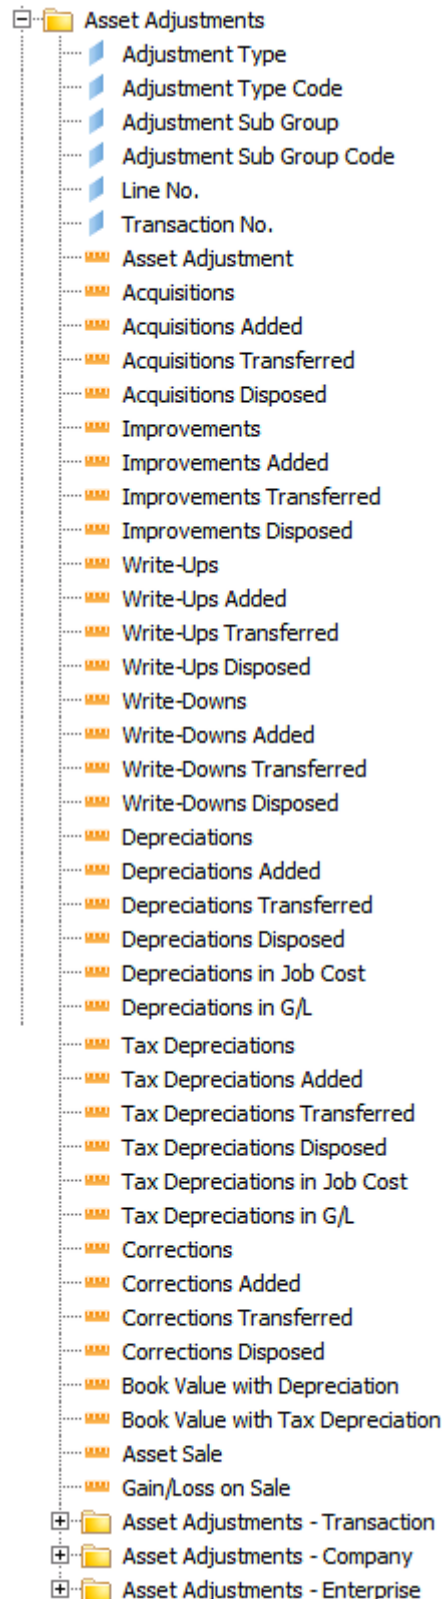 Asset Adjustments
Adjustment Type
Adjustment Type Code
Adjustment Sub Group
Adjustment Sub Group Code
Line No.
Transaction No.
Asset Adjustment
Acquisitions
Acquisitions Added
Acquisitions Transferred
Acquisitions Disposed
Improvements
Improvements Added
Improvements Transferred
Improvements Disposed
Write-Ups
Write-Ups Added
Write-Ups Transferred
Write-Ups Disposed
Write-Downs
Write-Downs Added
Write-Downs Transferred
Write-Downs Disposed
Depreciations
Depreciations Added
Depreciations Transferred
Depreciations Disposed
Depreciations in Job Cost
Depreciations in G/L
Tax Depreciations
Tax Depreciations Added
Tax Depreciations Transferred
Tax Depreciations Disposed
Tax Depreciations in Job Cost
Tax Depreciations in G/L
Corrections
Corrections Added
Corrections Transferred
Corrections Disposed
Book Value with Depreciation
Book Value with Tax Depreciation
Asset Sale
Gain/Loss on Sale
Asset Adjustments - Transaction
Asset Adjustments - Company
Asset Adjustments - Enterprise